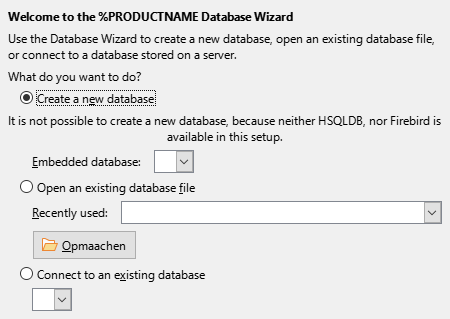 Welcome to the %PRODUCTNAME Database Wizard
Use the Database Wizard to create a new database, open an existing database file,
or connect to a database stored on a server.
What do you want to do?
Create a new database
It is not possible to create a new database, because neither HSQLDB, nor Firebird is
available in this setup.
Embedded database:
Open an existing database file
Recently used:
Opmaachen
Connect to an existing database